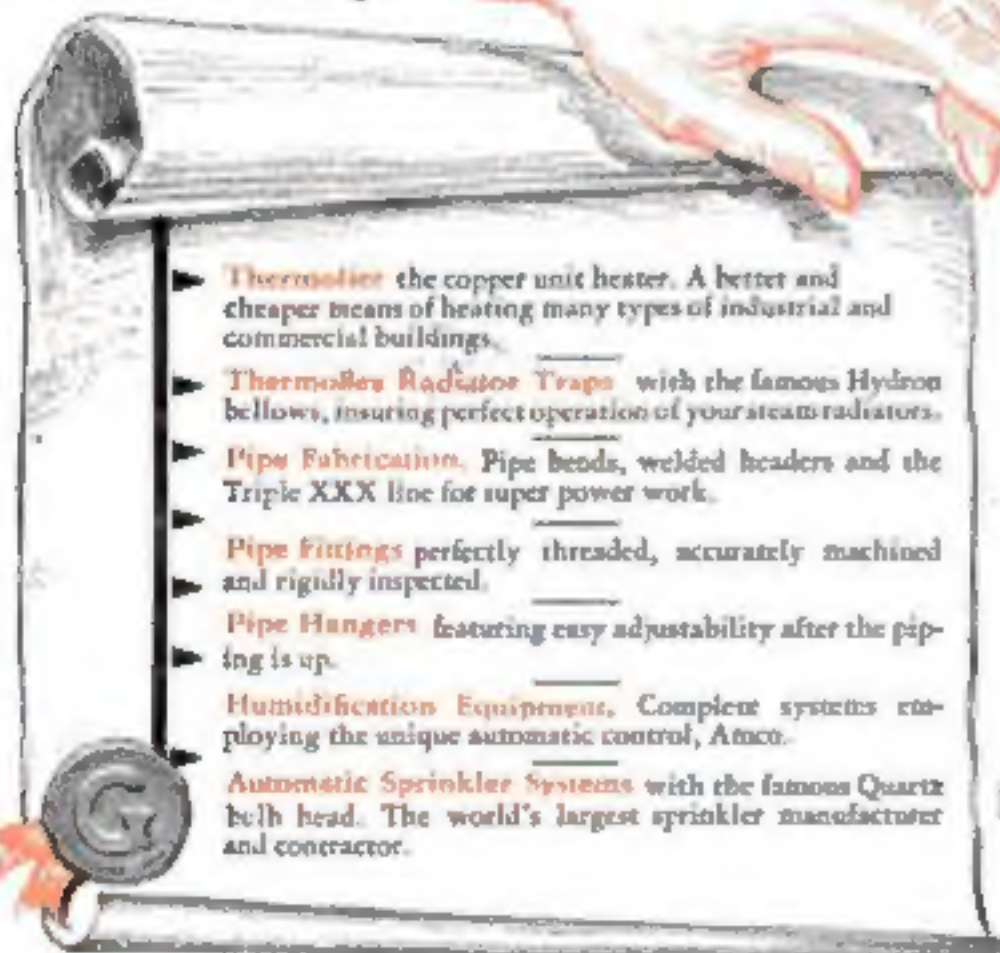 Thermolier the copper unit heater. A better and
cheaper means of heating many types of industrial and
commercial buildings.
Thermoflex Radiator Traps with the famous Hydron
bellows, insuring perfect operation of your steam radiators.
Pipe Fabrication. Pipe bends, welded headers and the
Triple XXX line for super power work.
Pipe Fittings perfectly threaded, accurately machined
and rigidly inspected.
Pipe Hangers featuring easy adjustability after the pip-
ing is up.
Humidification Equipment. Complete systems em-
ploying the unique automatic control, Amco.
Automatic Sprinkler Systems with the famous Quartz
bulb head. The world's largest sprinkler manufacturer
and contractor.
G